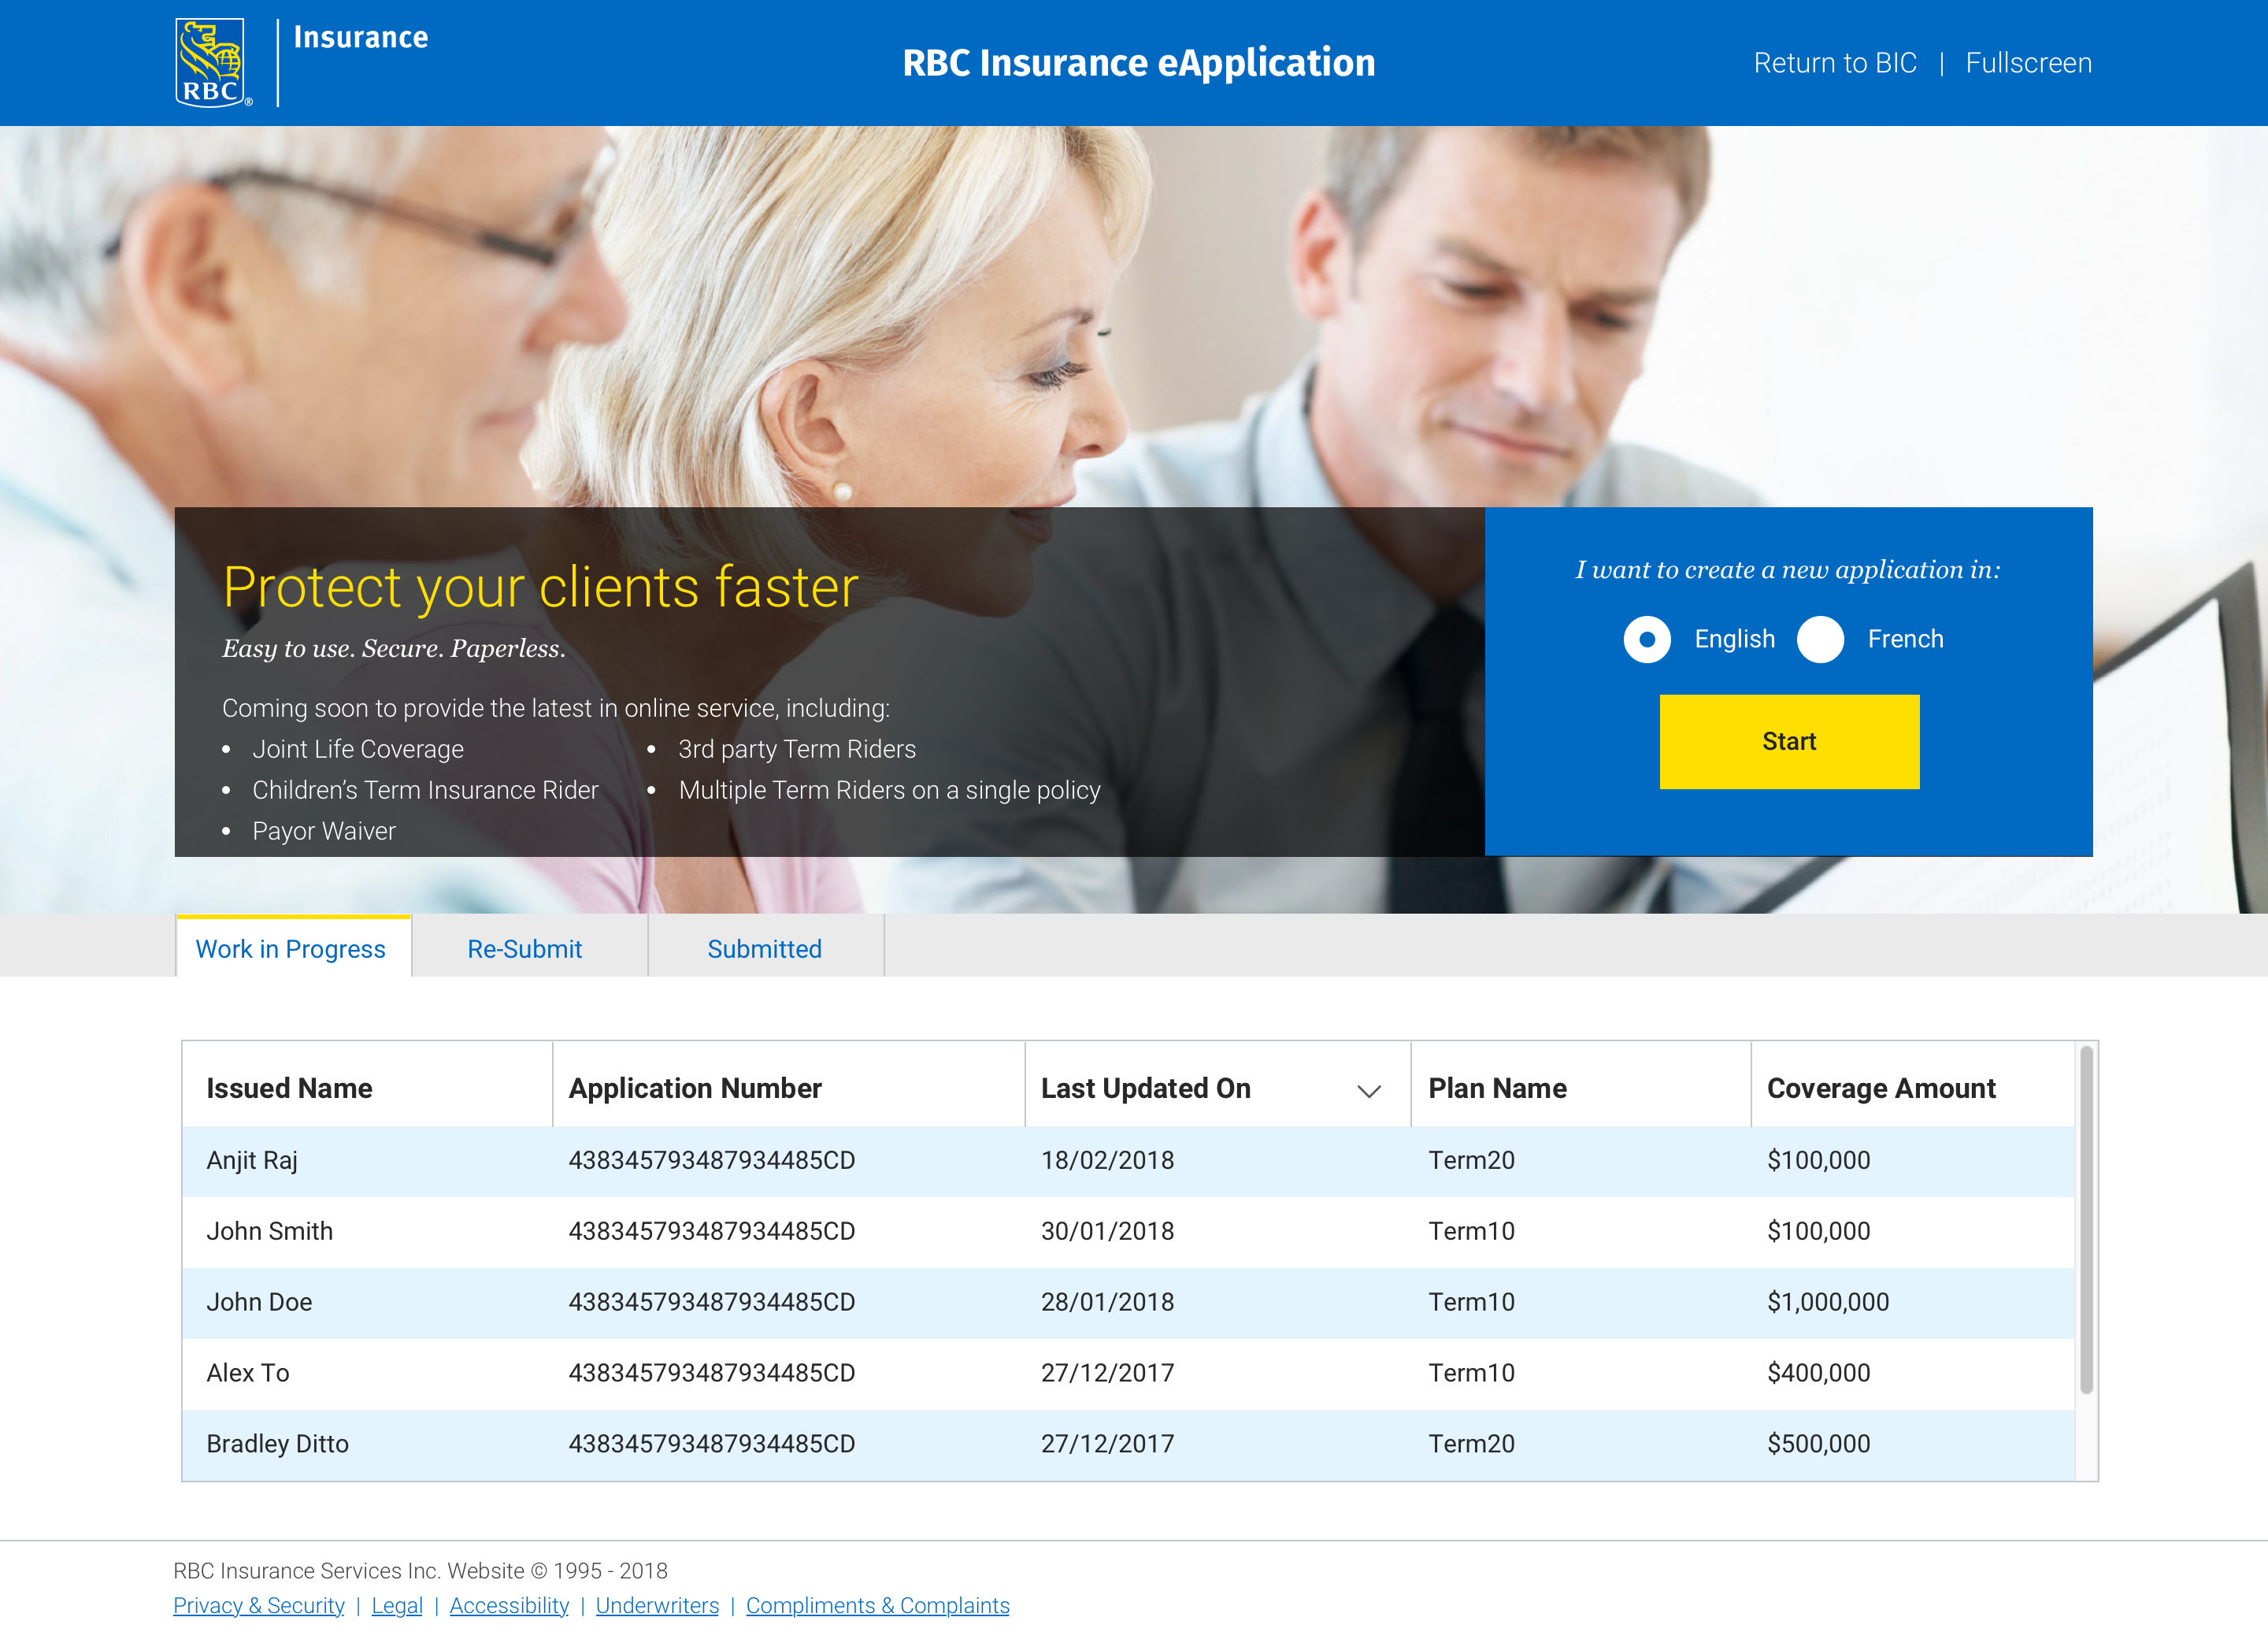 RBC ®
Insurance
RBC Insurance eApplication
Return to BIC | Fullscreen
Protect your clients faster
Easy to use. Secure. Paperless.
Coming soon to provide the latest in online service, including:
• Joint Life Coverage
• Children’s Term Insurance Rider
• Payor Waiver
• 3rd party Term Riders
• Multiple Term Riders on a single policy
I want to create a new application in:
English French
Start
Work in Progress Re-Submit Submitted
Issued Name Application Number Last Updated On Plan Name Coverage Amount
Anjit Raj 438345793487934485CD 18/02/2018 Term20 $100,000
John Smith 438345793487934485CD 30/01/2018 Term10 $100,000
John Doe 438345793487934485CD 28/01/2018 Term10 $1,000,000
Alex To 438345793487934485CD 27/12/2017 Term10 $400,000
Bradley Ditto 438345793487934485CD 27/12/2017 Term20 $500,000
RBC Insurance Services Inc. Website © 1995 - 2018
Privacy & Security | Legal | Accessibility | Underwriters | Compliments & Complaints